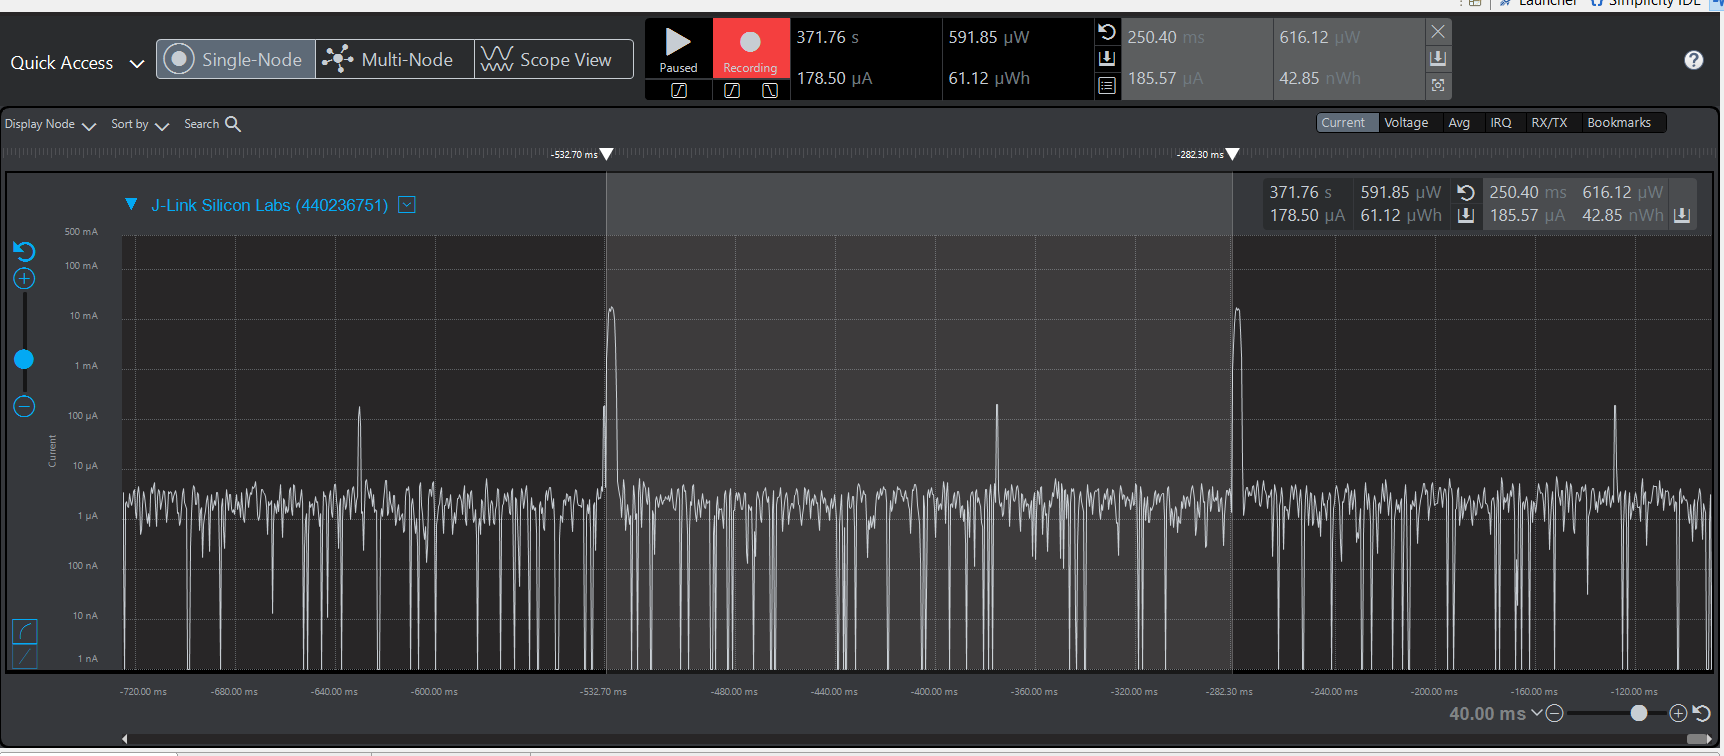 Launcher Simplicity IDE
Quick Access Single-Node Multi-Node Scope View
Paused Recording
371.76 s 591.85 µW 250.40 ms 616.12 µW
178.50 µA 61.12 µWh 185.57 µA 42.85 nWh
?
Display Node Sort by Search Current Voltage Avg IRQ RX/TX Bookmarks
-532.70 ms -282.30 ms
J-Link Silicon Labs (440236751)
371.76 s 591.85 µW 250.40 ms 616.12 µW
178.50 µA 61.12 µWh 185.57 µA 42.85 nWh
500 mA
100 mA
10 mA
1 mA
100 µA
10 µA
1 µA
100 nA
10 nA
1 nA
Current
-720.00 ms -680.00 ms -640.00 ms -600.00 ms -532.70 ms -480.00 ms -440.00 ms -400.00 ms -360.00 ms -320.00 ms -282.30 ms -240.00 ms -200.00 ms -160.00 ms -120.00 ms
40.00 ms